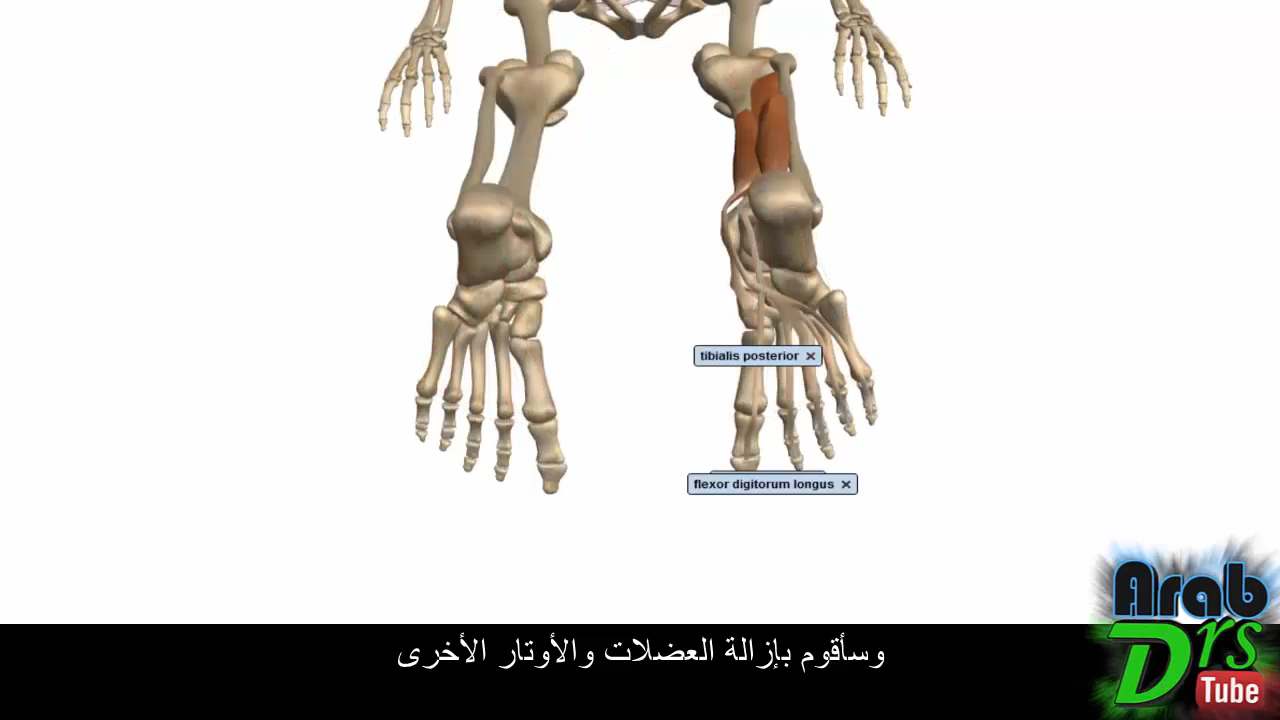 tibialis posterior
flexor digitorum longus
وسأقوم بإزالة العضلات والأوتار الأخرى
Arab
Drs
Tube